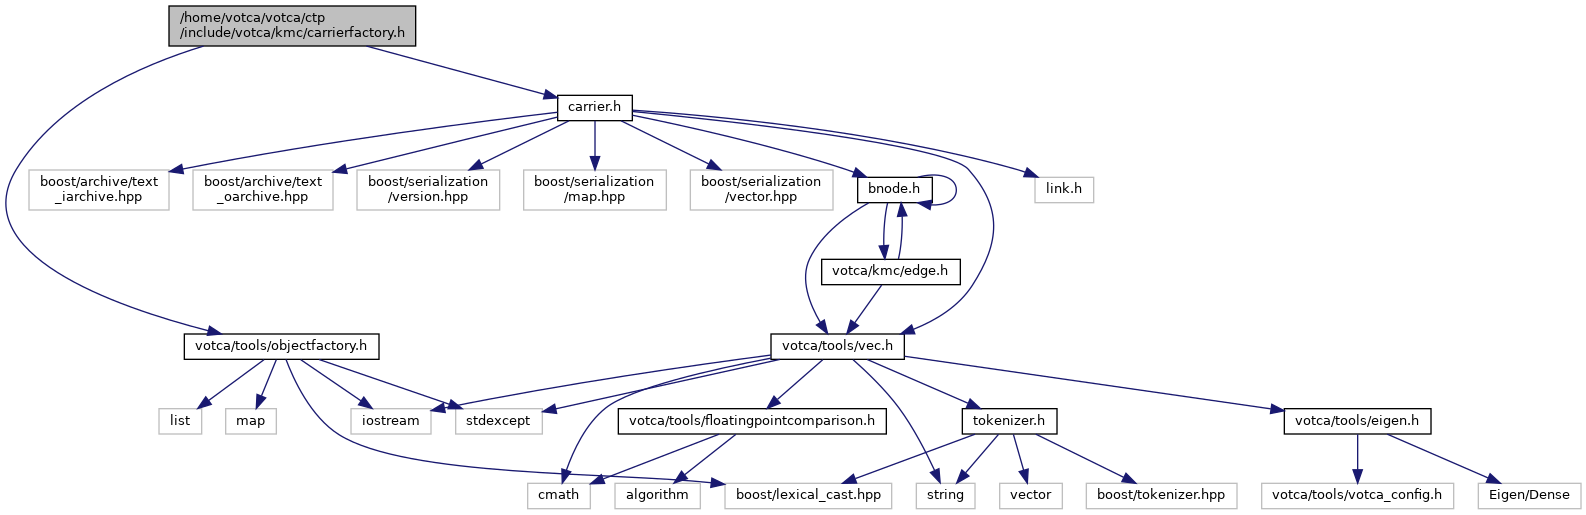 /home/votca/votca/ctp
/include/votca/kmc/carrierfactory.h
carrier.h
boost/archive/text
_iarchive.hpp
boost/archive/text
_oarchive.hpp
boost/serialization
/version.hpp
boost/serialization
/map.hpp
boost/serialization
/vector.hpp
bnode.h
link.h
votca/kmc/edge.h
votca/tools/objectfactory.h
votca/tools/vec.h
list
map
iostream
stdexcept
votca/tools/floatingpointcomparison.h
tokenizer.h
votca/tools/eigen.h
cmath
algorithm
boost/lexical_cast.hpp
string
vector
boost/tokenizer.hpp
votca/tools/votca_config.h
Eigen/Dense